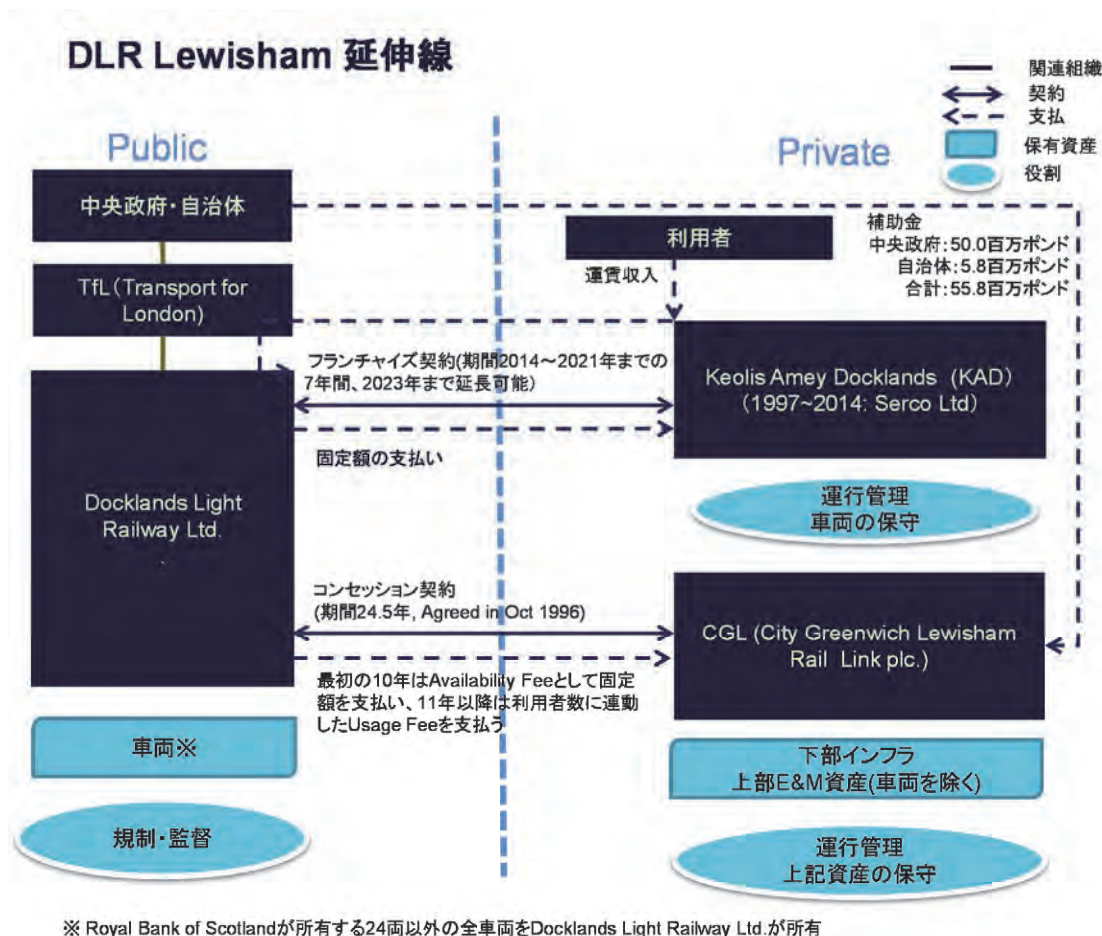 DLR Lewisham 延伸線
関連組織
契約
支払
保有資産
役割
Public
Private
中央政府・自治体
利用者
補助金
中央政府:50.0百万ポンド
自治体:5.8百万ポンド
合計:55.8百万ポンド
運賃収入
TfL(Transport for
London)
フランチャイズ契約(期間2014~2021年までの
7年間、2023年まで延長可能)
固定額の支払い
Keolis Amey Docklands (KAD)
(1997~2014: Serco Ltd)
運行管理
車両の保守
Docklands Light
Railway Ltd.
.
コンセッション契約
(期間24.5年, Agreed in Oct 1996)
最初の10年はAvailability Feeとして固定
額を支払い、11年以降は利用者数に連動
したUsage Feeを支払う
CGL (City Greenwich Lewisham
Rail Link plc.)
車両※
下部インフラ
上部E&M資産(車両を除く)
規制・監督
運行管理
上記資産の保守
※ Royal Bank of Scotlandが所有する24両以外の全車両をDocklands Light Railway Ltd.が所有